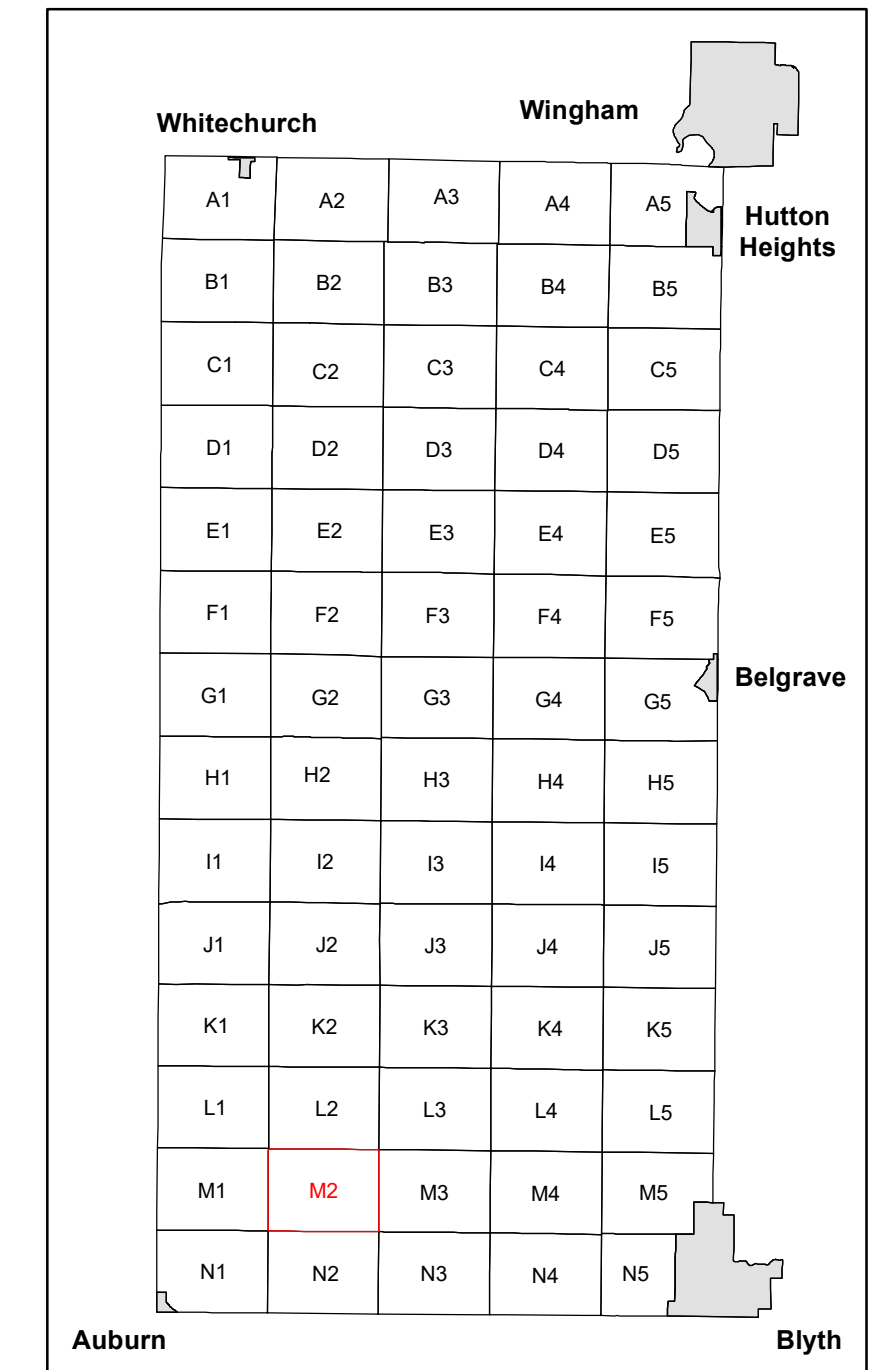 Whitechurch
Wingham
A1 A2 A3 A4 A5
Hutton
Heights
B1 B2 B3 B4 B5
C1 C2 C3 C4 C5
D1 D2 D3 D4 D5
E1 E2 E3 E4 E5
F1 F2 F3 F4 F5
Belgrave
G1 G2 G3 G4 G5
H1 H2 H3 H4 H5
I1 I2 I3 I4 I5
J1 J2 J3 J4 J5
K1 K2 K3 K4 K5
L1 L2 L3 L4 L5
M1 M2 M3 M4 M5
N1 N2 N3 N4 N5
Auburn
Blyth